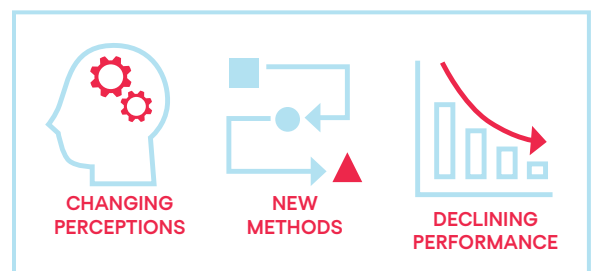 CHANGING
PERCEPTIONS
NEW
METHODS
DECLINING
PERFORMANCE